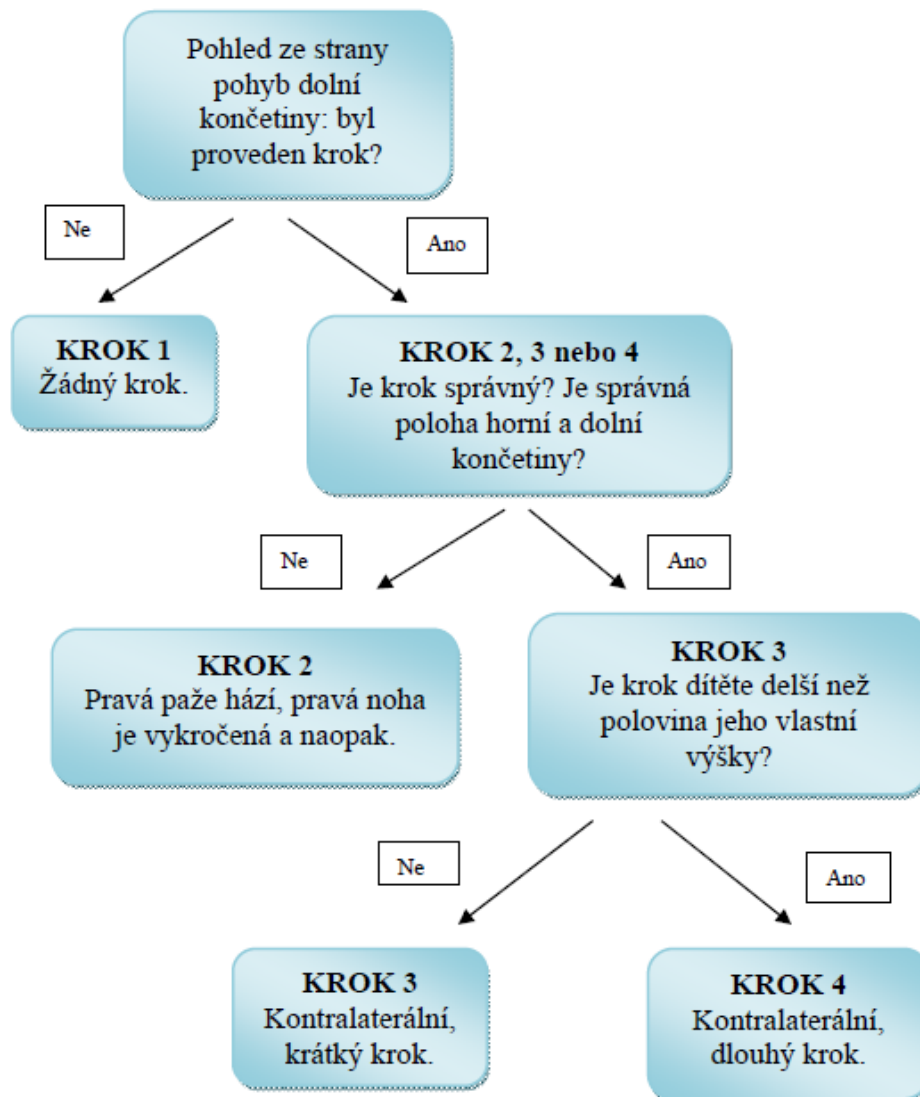 Pohled ze strany
pohyb dolní
končetiny: byl
proveden krok?
Ne
Ano
KROK 1
Žádný krok.
KROK 2, 3 nebo 4
Je krok správný? Je správná
poloha horní a dolní
končetiny?
Ne
Ano
KROK 2
Pravá paže hází, pravá noha
je vykročená a naopak.
KROK 3
Je krok dítěte delší než
polovina jeho vlastní
výšky?
Ne
Ano
KROK 3
Kontralaterální,
krátký krok.
KROK 4
Kontralaterální,
dlouhý krok.